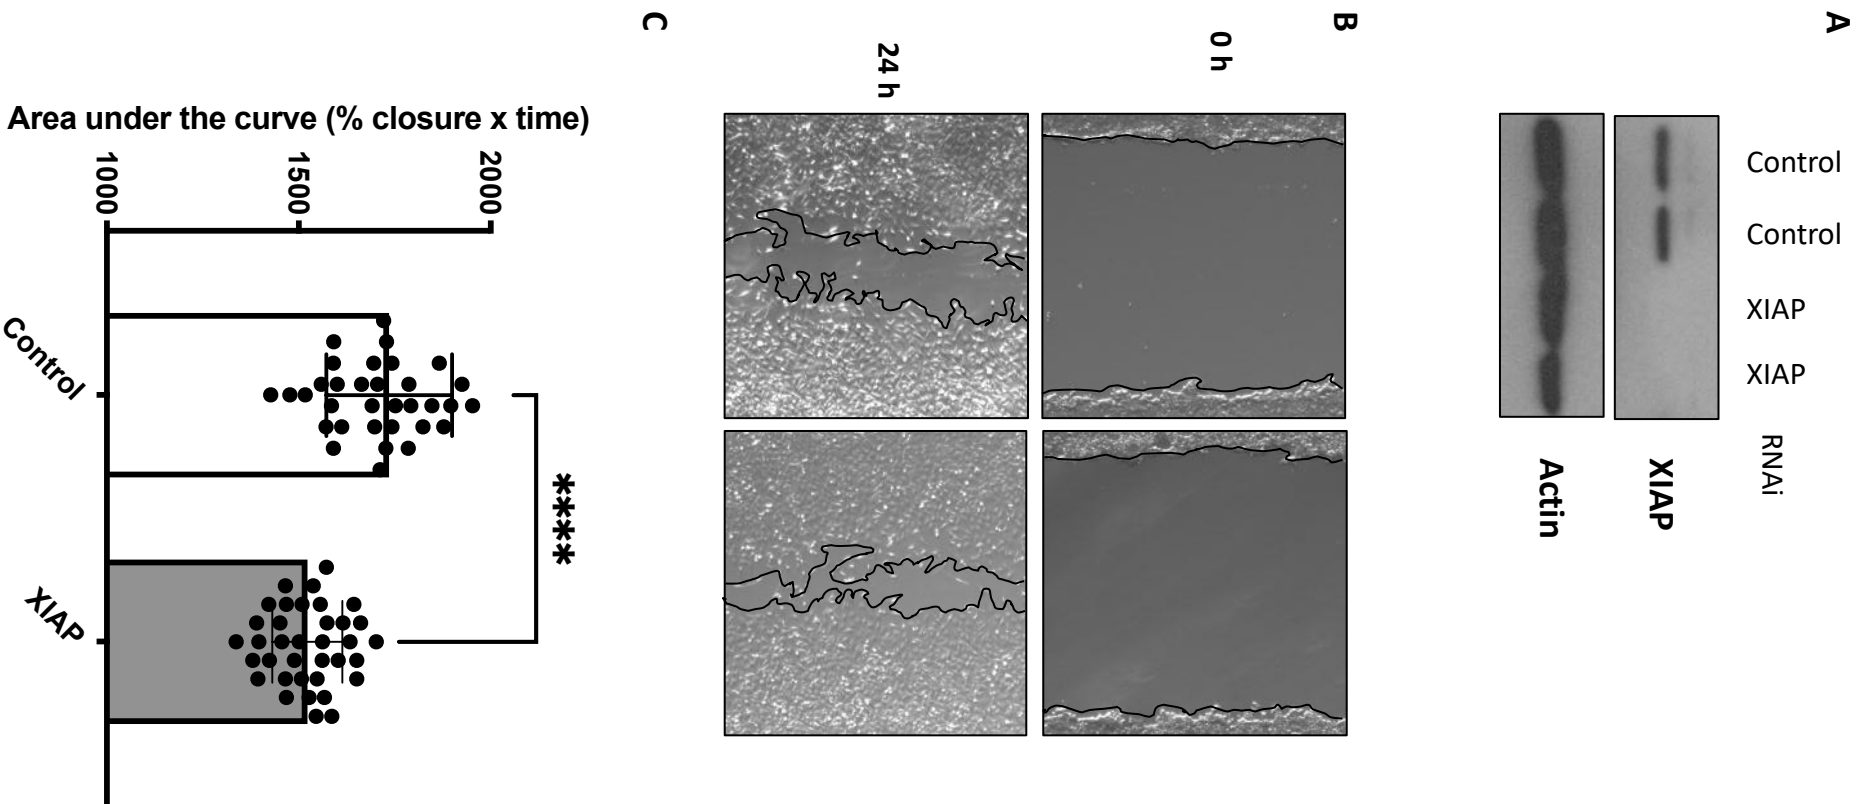 A
Control
Control
XIAP
XIAP
RNAi
XIAP
Actin
B
0 h
24 h
C
Area under the curve (% closure x time)
2000
1500
1000
****
Control
XIAP